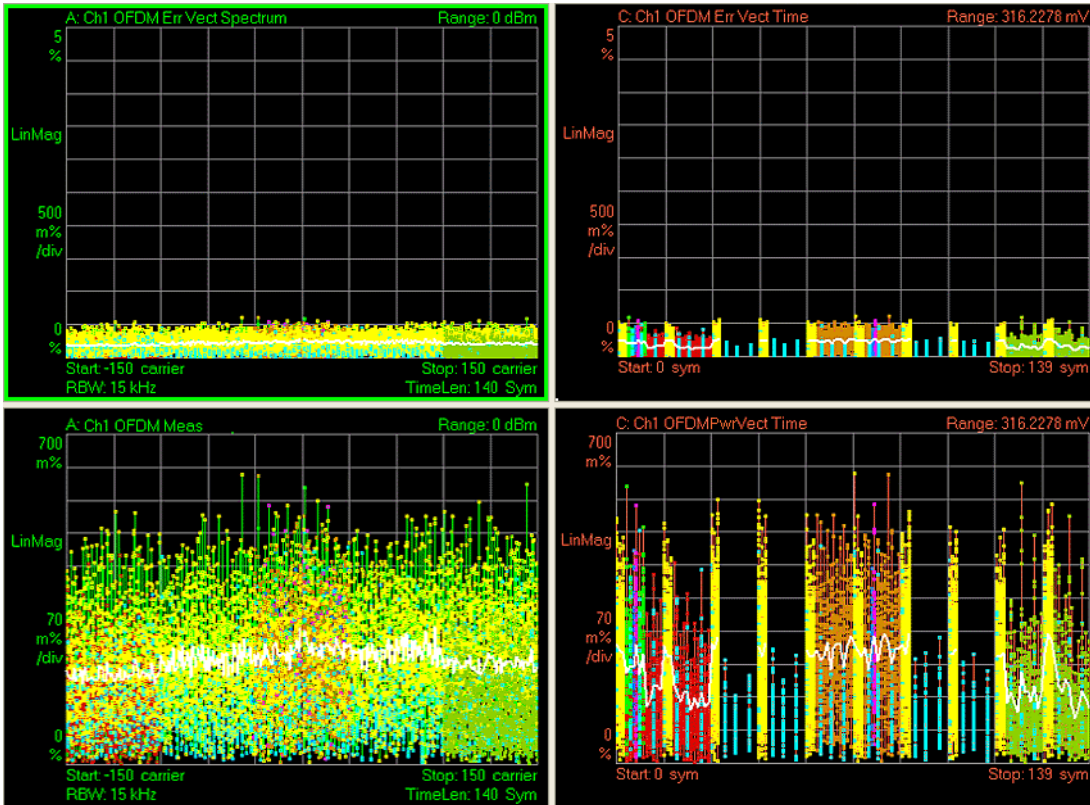 A: Ch1 OFDM Err Vect Spectrum
Range: 0 dBm
5
%
LinMag
500
m%
/div
0
%
Start: -150 carrier
Stop: 150 carrier
RBW: 15 kHz
TimeLen: 140 Sym
C: Ch1 OFDM Err Vect Time
Range: 316.2278 mV
5
%
LinMag
500
m%
/div
0
%
Start: 0 sym
Stop: 139 sym
A: Ch1 OFDM Meas
Range: 0 dBm
700
m%
LinMag
70
m%
/div
0
%
Start: -150 carrier
Stop: 150 carrier
RBW: 15 kHz
TimeLen: 140 Sym
C: Ch1 OFDMPwrVect Time
Range: 316.2278 mV
700
m%
LinMag
70
m%
/div
0
%
Start: 0 sym
Stop: 139 sym